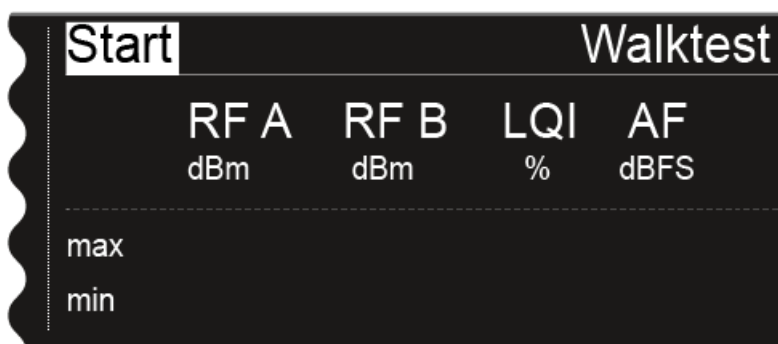 Start Walktest
RF A RF B LQI AF
dBm dBm % dBFS
max
min